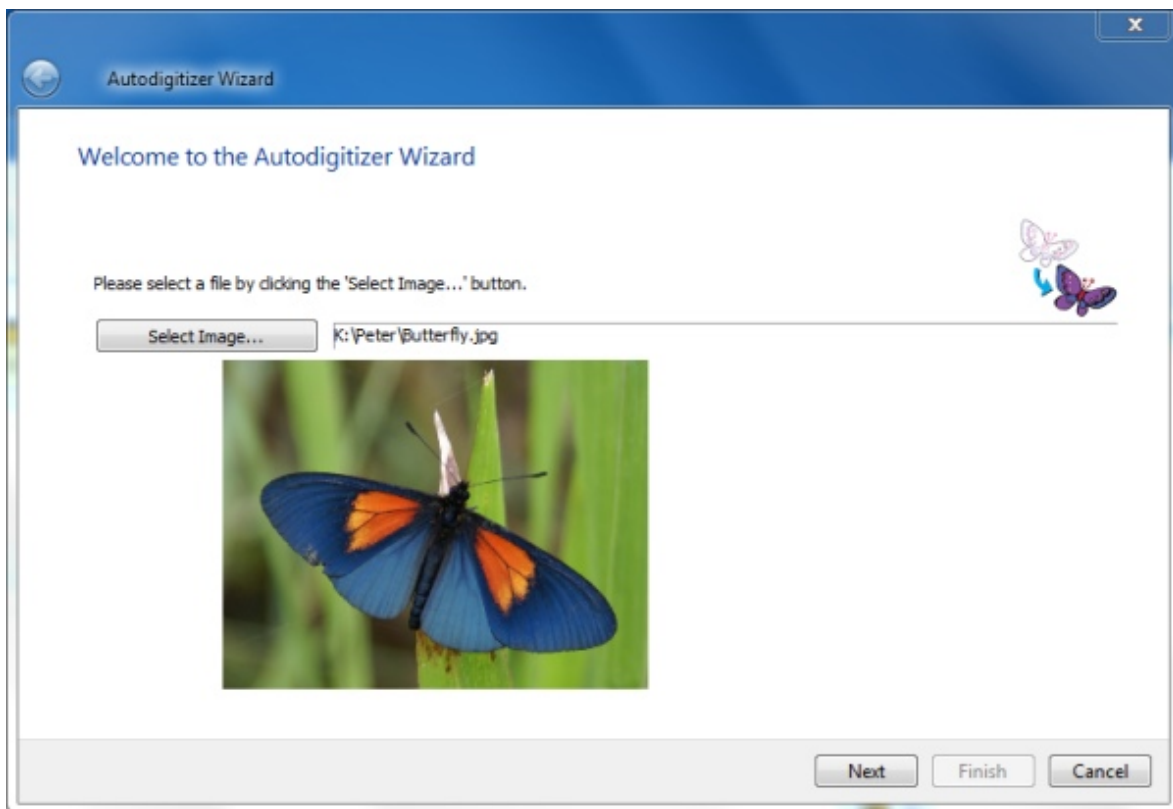 x
Autodigitizer Wizard
Welcome to the Autodigitizer Wizard
Please select a file by clicking the 'Select Image...' button.
Select Image... K:\Peter\Butterfly.jpg
Next Finish Cancel